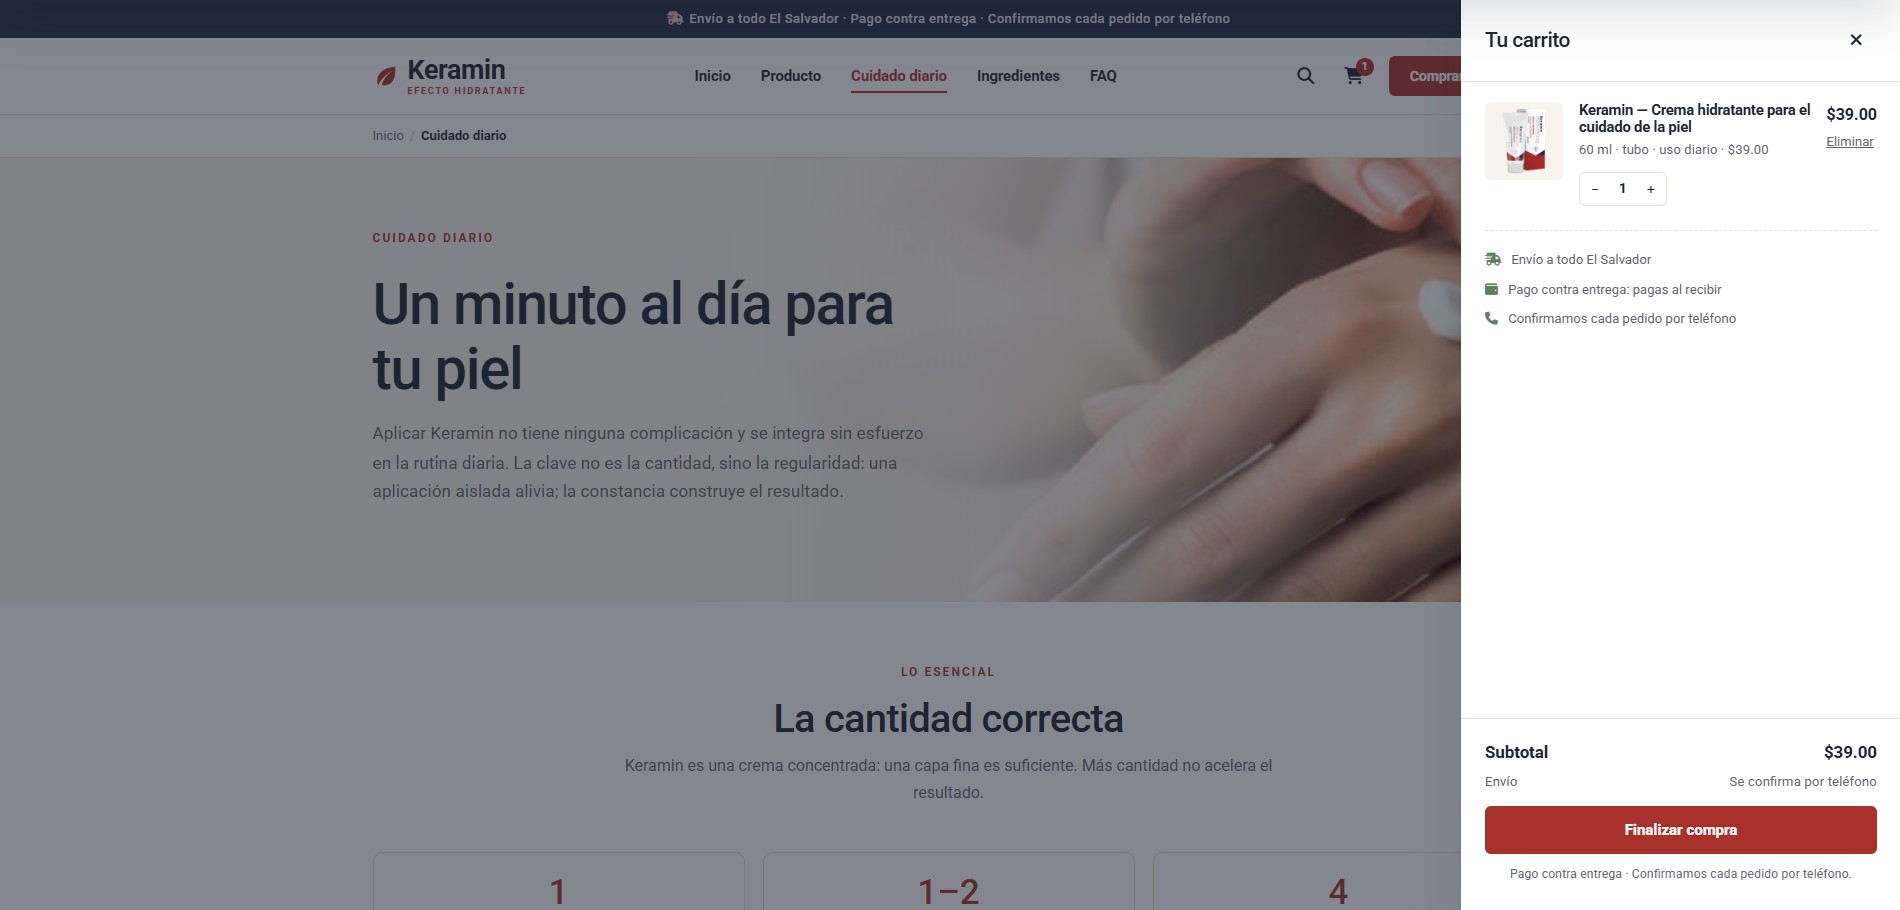 Envío a todo El Salvador · Pago contra entrega · Confirmamos cada pedido por teléfono
Keramin
EFECTO HIDRATANTE
Inicio
Producto
Cuidado diario
Ingredientes
FAQ
1
Compra
Inicio / Cuidado diario
CUIDADO DIARIO
Un minuto al día para
tu piel
Aplicar Keramin no tiene ninguna complicación y se integra sin esfuerzo
en la rutina diaria. La clave no es la cantidad, sino la regularidad: una
aplicación aislada alivia; la constancia construye el resultado.
LO ESENCIAL
La cantidad correcta
Keramin es una crema concentrada: una capa fina es suficiente. Más cantidad no acelera el
resultado.
1
1–2
4
Tu carrito
Keramin — Crema hidratante para el
cuidado de la piel
$39.00
Eliminar
60 ml · tubo · uso diario · $39.00
− 1 +
Envío a todo El Salvador
Pago contra entrega: pagas al recibir
Confirmamos cada pedido por teléfono
Subtotal $39.00
Envío Se confirma por teléfono
Finalizar compra
Pago contra entrega · Confirmamos cada pedido por teléfono.